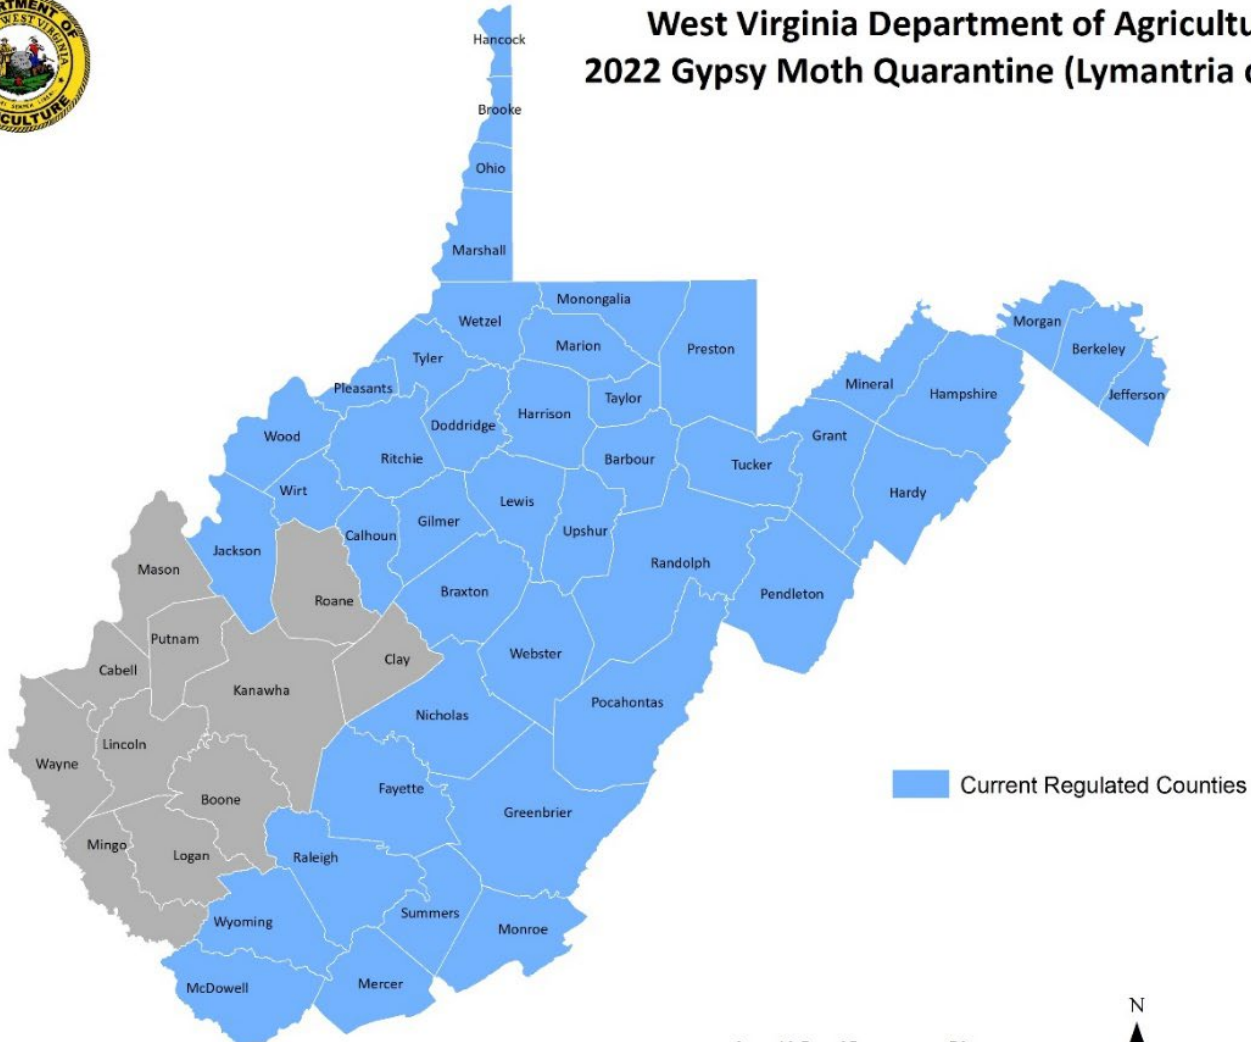 WEST VIRGINIA
CULTURE
West Virginia Department of
2022 Gypsy Moth Quarantine (Lymantria
Hancock
Brooke
Ohio
Marshall
Monongalia
Wetzel
Morgan
Marion
Preston
Berkeley
Tyler
Pleasants
Mineral
Hampshire
Jefferson
Taylor
Harrison
Doddridge
Wood
Grant
Ritchie
Barbour
Tucker
Wirt
Hardy
Lewis
Gilmer
Upshur
Calhoun
Jackson
Randolph
Mason
Braxton
Pendleton
Roane
Putnam
Webster
Clay
Cabell
Kanawha
Pocahontas
Nicholas
Lincoln
Wayne
Current Regulated Counties
Fayette
Boone
Greenbrier
Mingo
Logan
Raleigh
Summers
Wyoming
Monroe
Mercer
McDowell
N